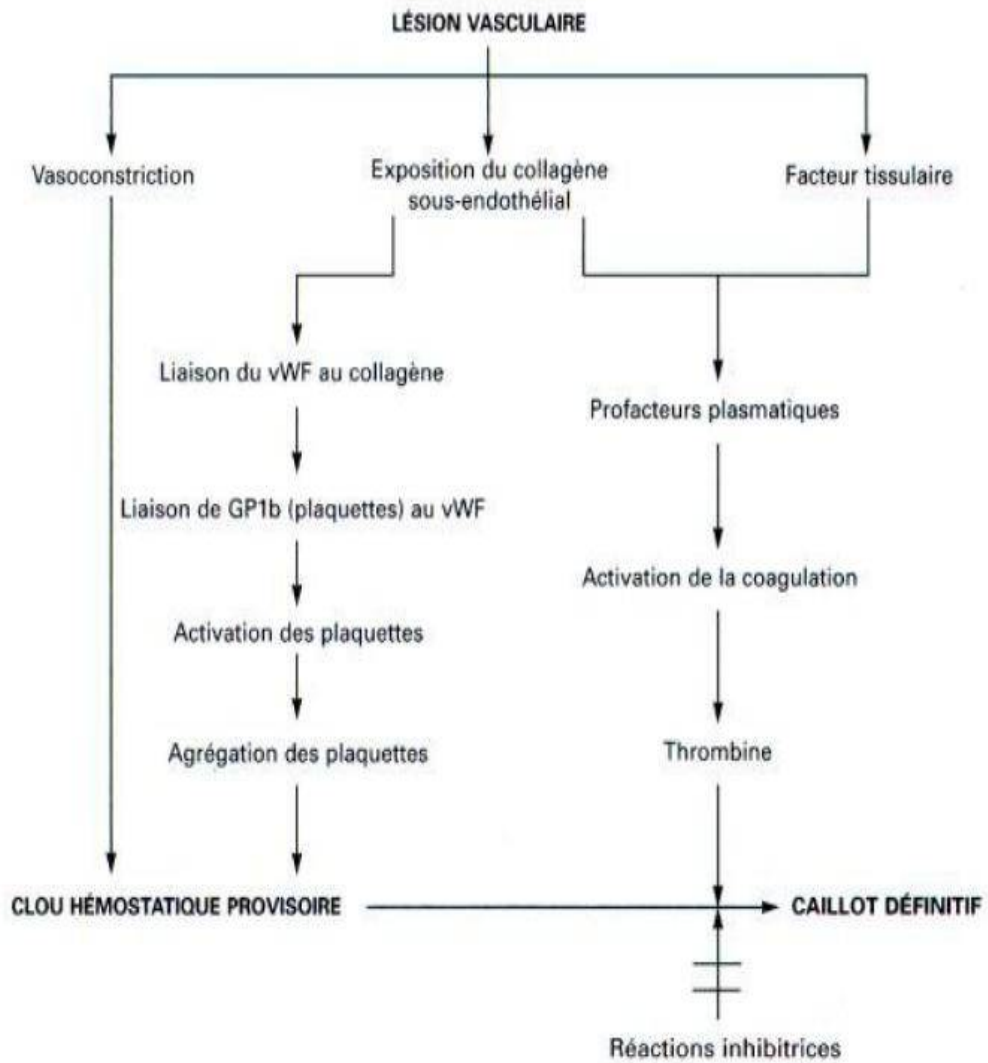 LÉSION VASCULAIRE
Vasoconstriction
Exposition du collagène
sous-endothélial
Facteur tissulaire
Liaison du vWF au collagène
Profacteurs plasmatiques
Liaison de GP1b (plaquettes) au vWF
Activation de la coagulation
Activation des plaquettes
Agrégation des plaquettes
Thrombine
CLOU HÉMOSTATIQUE PROVISOIRE
CAILLOT DÉFINITIF
Réactions inhibitrices